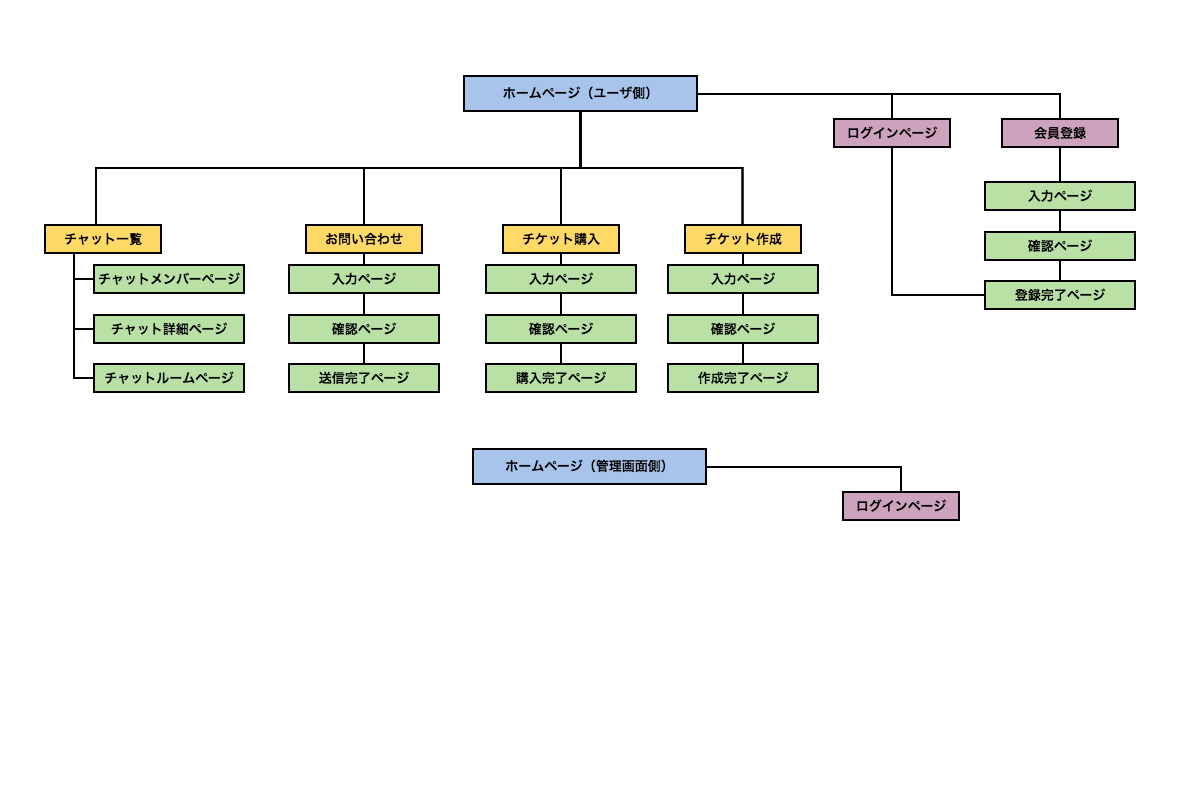 ホームページ（ユーザ側）
ログインページ
会員登録
入力ページ
確認ページ
登録完了ページ
チャット一覧
チャットメンバーページ
チャット詳細ページ
チャットルームページ
お問い合わせ
入力ページ
確認ページ
送信完了ページ
チケット購入
入力ページ
確認ページ
購入完了ページ
チケット作成
入力ページ
確認ページ
作成完了ページ
ホームページ（管理画面側）
ログインページ